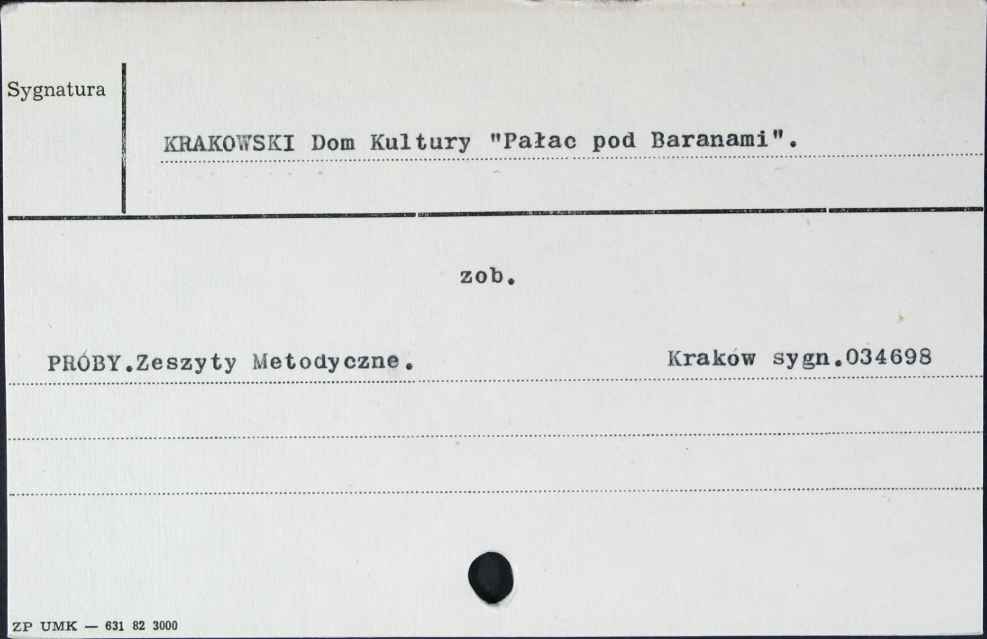 Sygnatura
KRAKOWSKI Dom Kultury "Pałac pod Baranami".
zob.
PRÓBY.Zeszyty Metodyczne. Kraków sygn.034698
ZP UMK — 631 82 3000